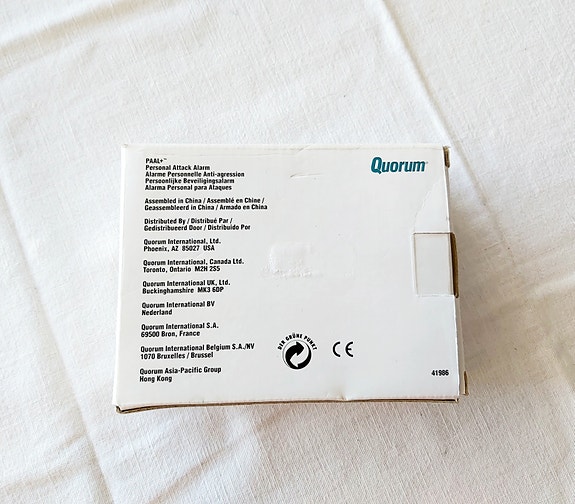 PAAL+™
Personal Attack Alarm
Alarme Personnelle Anti-agression
Persoonlijke Beveiligingsalarm
Alarma Personal para Ataques
Assembled in China / Assemblé en Chine /
Geassembleerd in China / Armado en China
Distributed By / Distribué Par /
Gedistribueerd Door / Distribuido Por
Quorum International, Ltd.
Phoenix, AZ 85027 USA
Quorum International, Canada Ltd.
Toronto, Ontario M2H 2S5
Quorum International UK, Ltd.
Buckinghamshire MK3 6DP
Quorum International BV
Nederland
Quorum International S.A.
69500 Bron, France
Quorum International Belgium S.A./NV
1070 Bruxelles / Brussel
Quorum Asia-Pacific Group
Hong Kong
Quorum
DER GRÜNE PUNKT
CE
41986